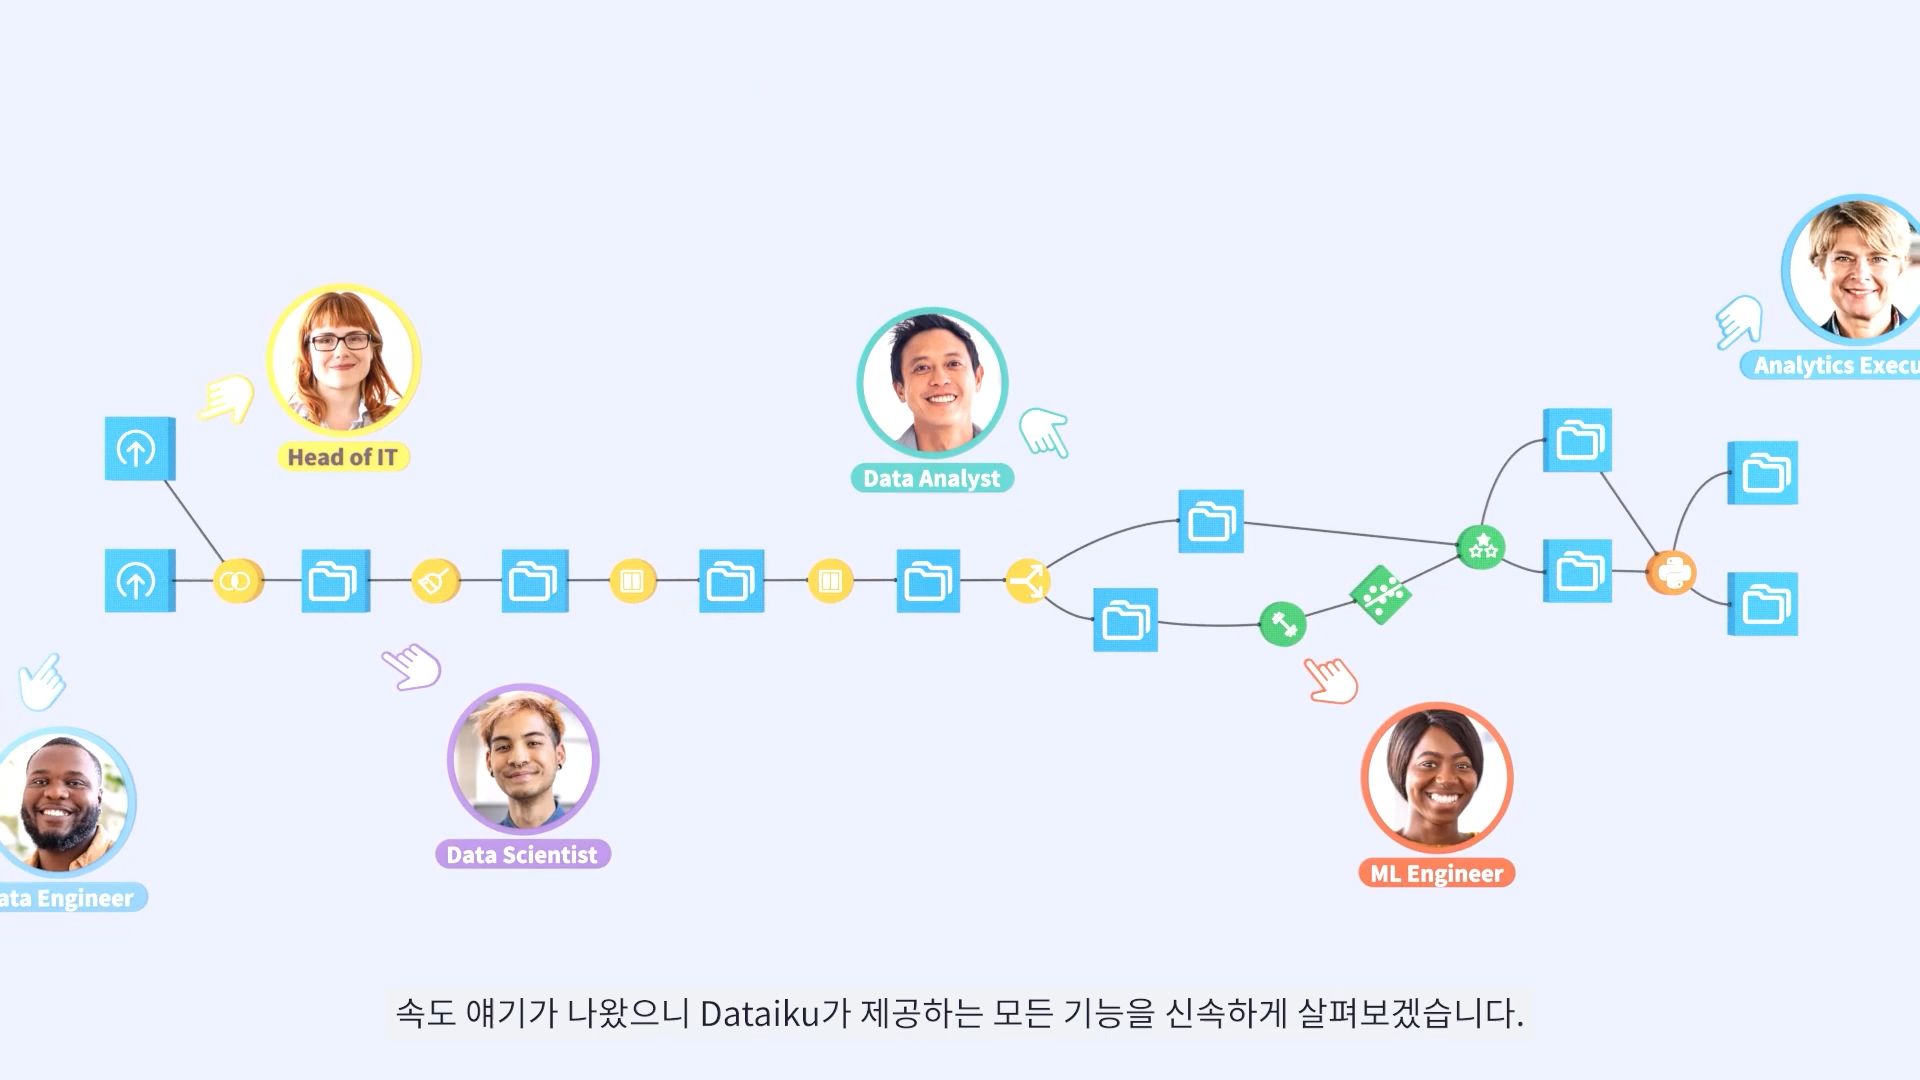 Analytics Execu
Head of IT
Data Analyst
Data Scientist
ML Engineer
ata Engineer
속도 얘기가 나왔으니 Dataiku가 제공하는 모든 기능을 신속하게 살펴보겠습니다.